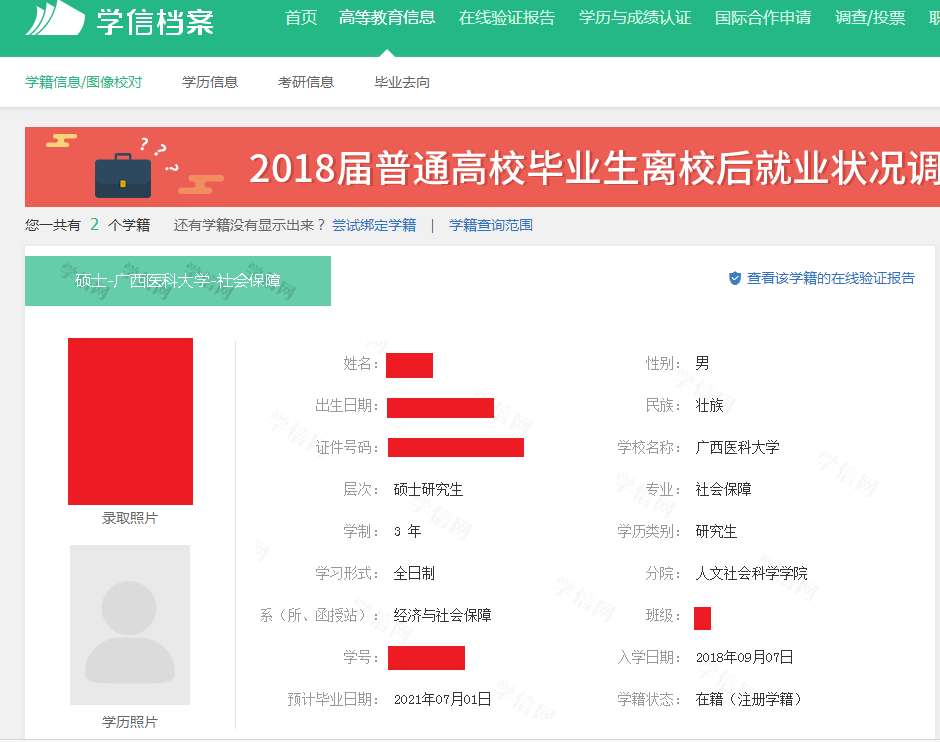 学信档案 首页 高等教育信息 在线验证报告 学历与成绩认证 国际合作申请 调查/投票 职
学籍信息/图像校对 学历信息 考研信息 毕业去向
2018届普通高校毕业生离校后就业状况调
您一共有 2 个学籍 还有学籍没有显示出来？ 尝试绑定学籍 | 学籍查询范围
硕士-广西医科大学-社会保障 查看该学籍的在线验证报告
姓名： 性别： 男
出生日期： 民族： 壮族
证件号码： 学校名称： 广西医科大学
层次： 硕士研究生 专业： 社会保障
学制： 3 年 学历类别： 研究生
学习形式： 全日制 分院： 人文社会科学学院
系（所、函授站）： 经济与社会保障 班级：
学号： 入学日期： 2018年09月07日
预计毕业日期： 2021年07月01日 学籍状态： 在籍（注册学籍）
录取照片
学历照片
学信网